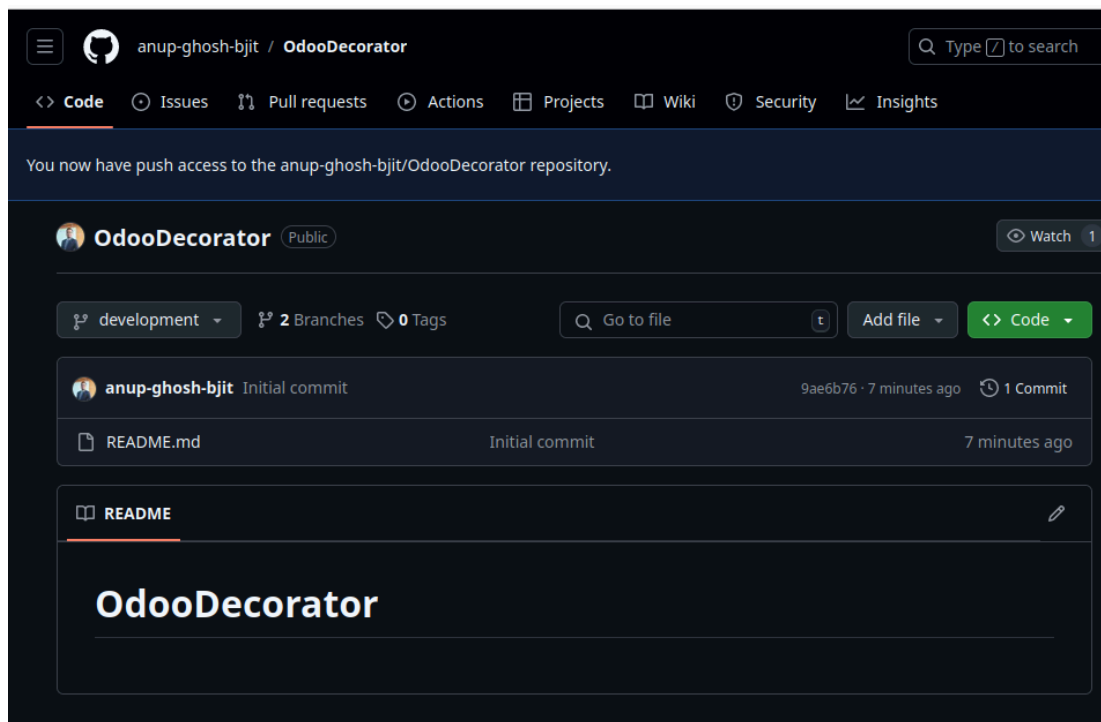 anup-ghosh-bjit / OdooDecorator
Type / to search
<> Code Issues Pull requests Actions Projects Wiki Security Insights
You now have push access to the anup-ghosh-bjit/OdooDecorator repository.
OdooDecorator Public
Watch 1
development 2 Branches 0 Tags
Go to file t
Add file
<> Code
anup-ghosh-bjit Initial commit 9ae6b76 · 7 minutes ago 1 Commit
README.md Initial commit 7 minutes ago
README
OdooDecorator